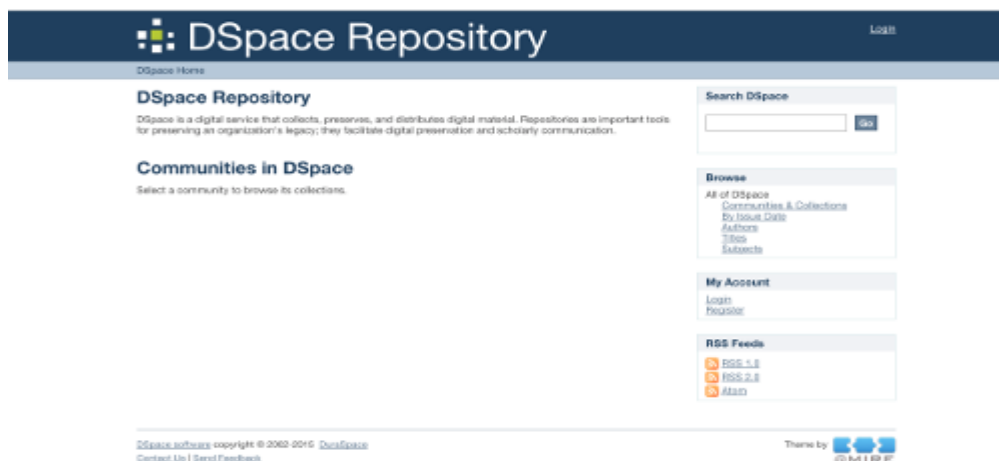 DSpace Repository
Login
DSpace Home
DSpace Repository
DSpace is a digital service that collects, preserves, and distributes digital material. Repositories are important tools
for preserving an organization's legacy; they facilitate digital preservation and scholarly communication.
Communities in DSpace
Select a community to browse its collections.
Search DSpace
Go
Browse
All of DSpace
Communities & Collections
By Issue Date
Authors
Titles
Subjects
My Account
Login
Register
RSS Feeds
RSS 1.0
RSS 2.0
Atom
DSpace software copyright © 2002-2015 DuraSpace
Contact Us | Send Feedback
Theme by
@MIRE